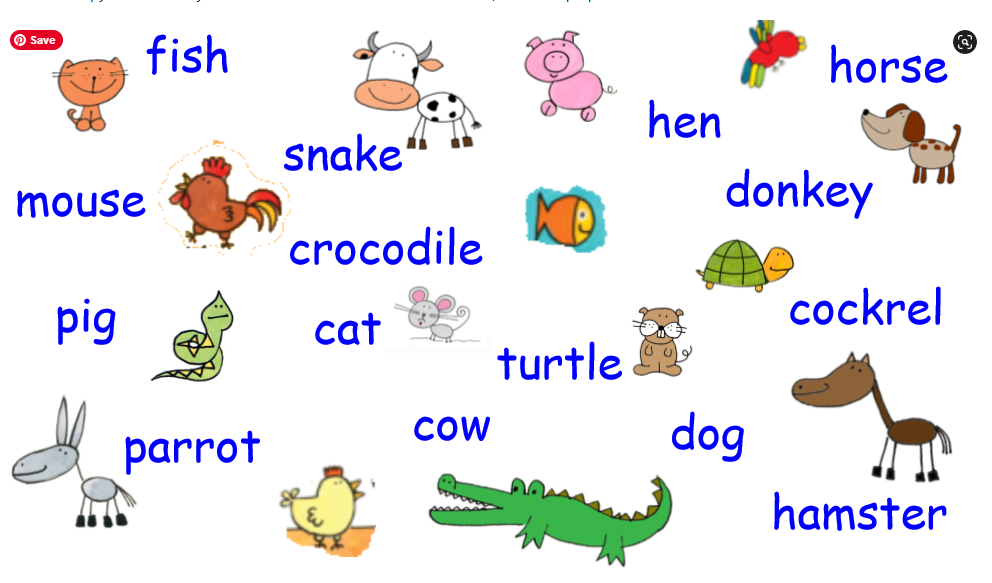 Save
fish
horse
hen
snake
donkey
mouse
crocodile
cockrel
pig
cat
turtle
cow
dog
parrot
hamster